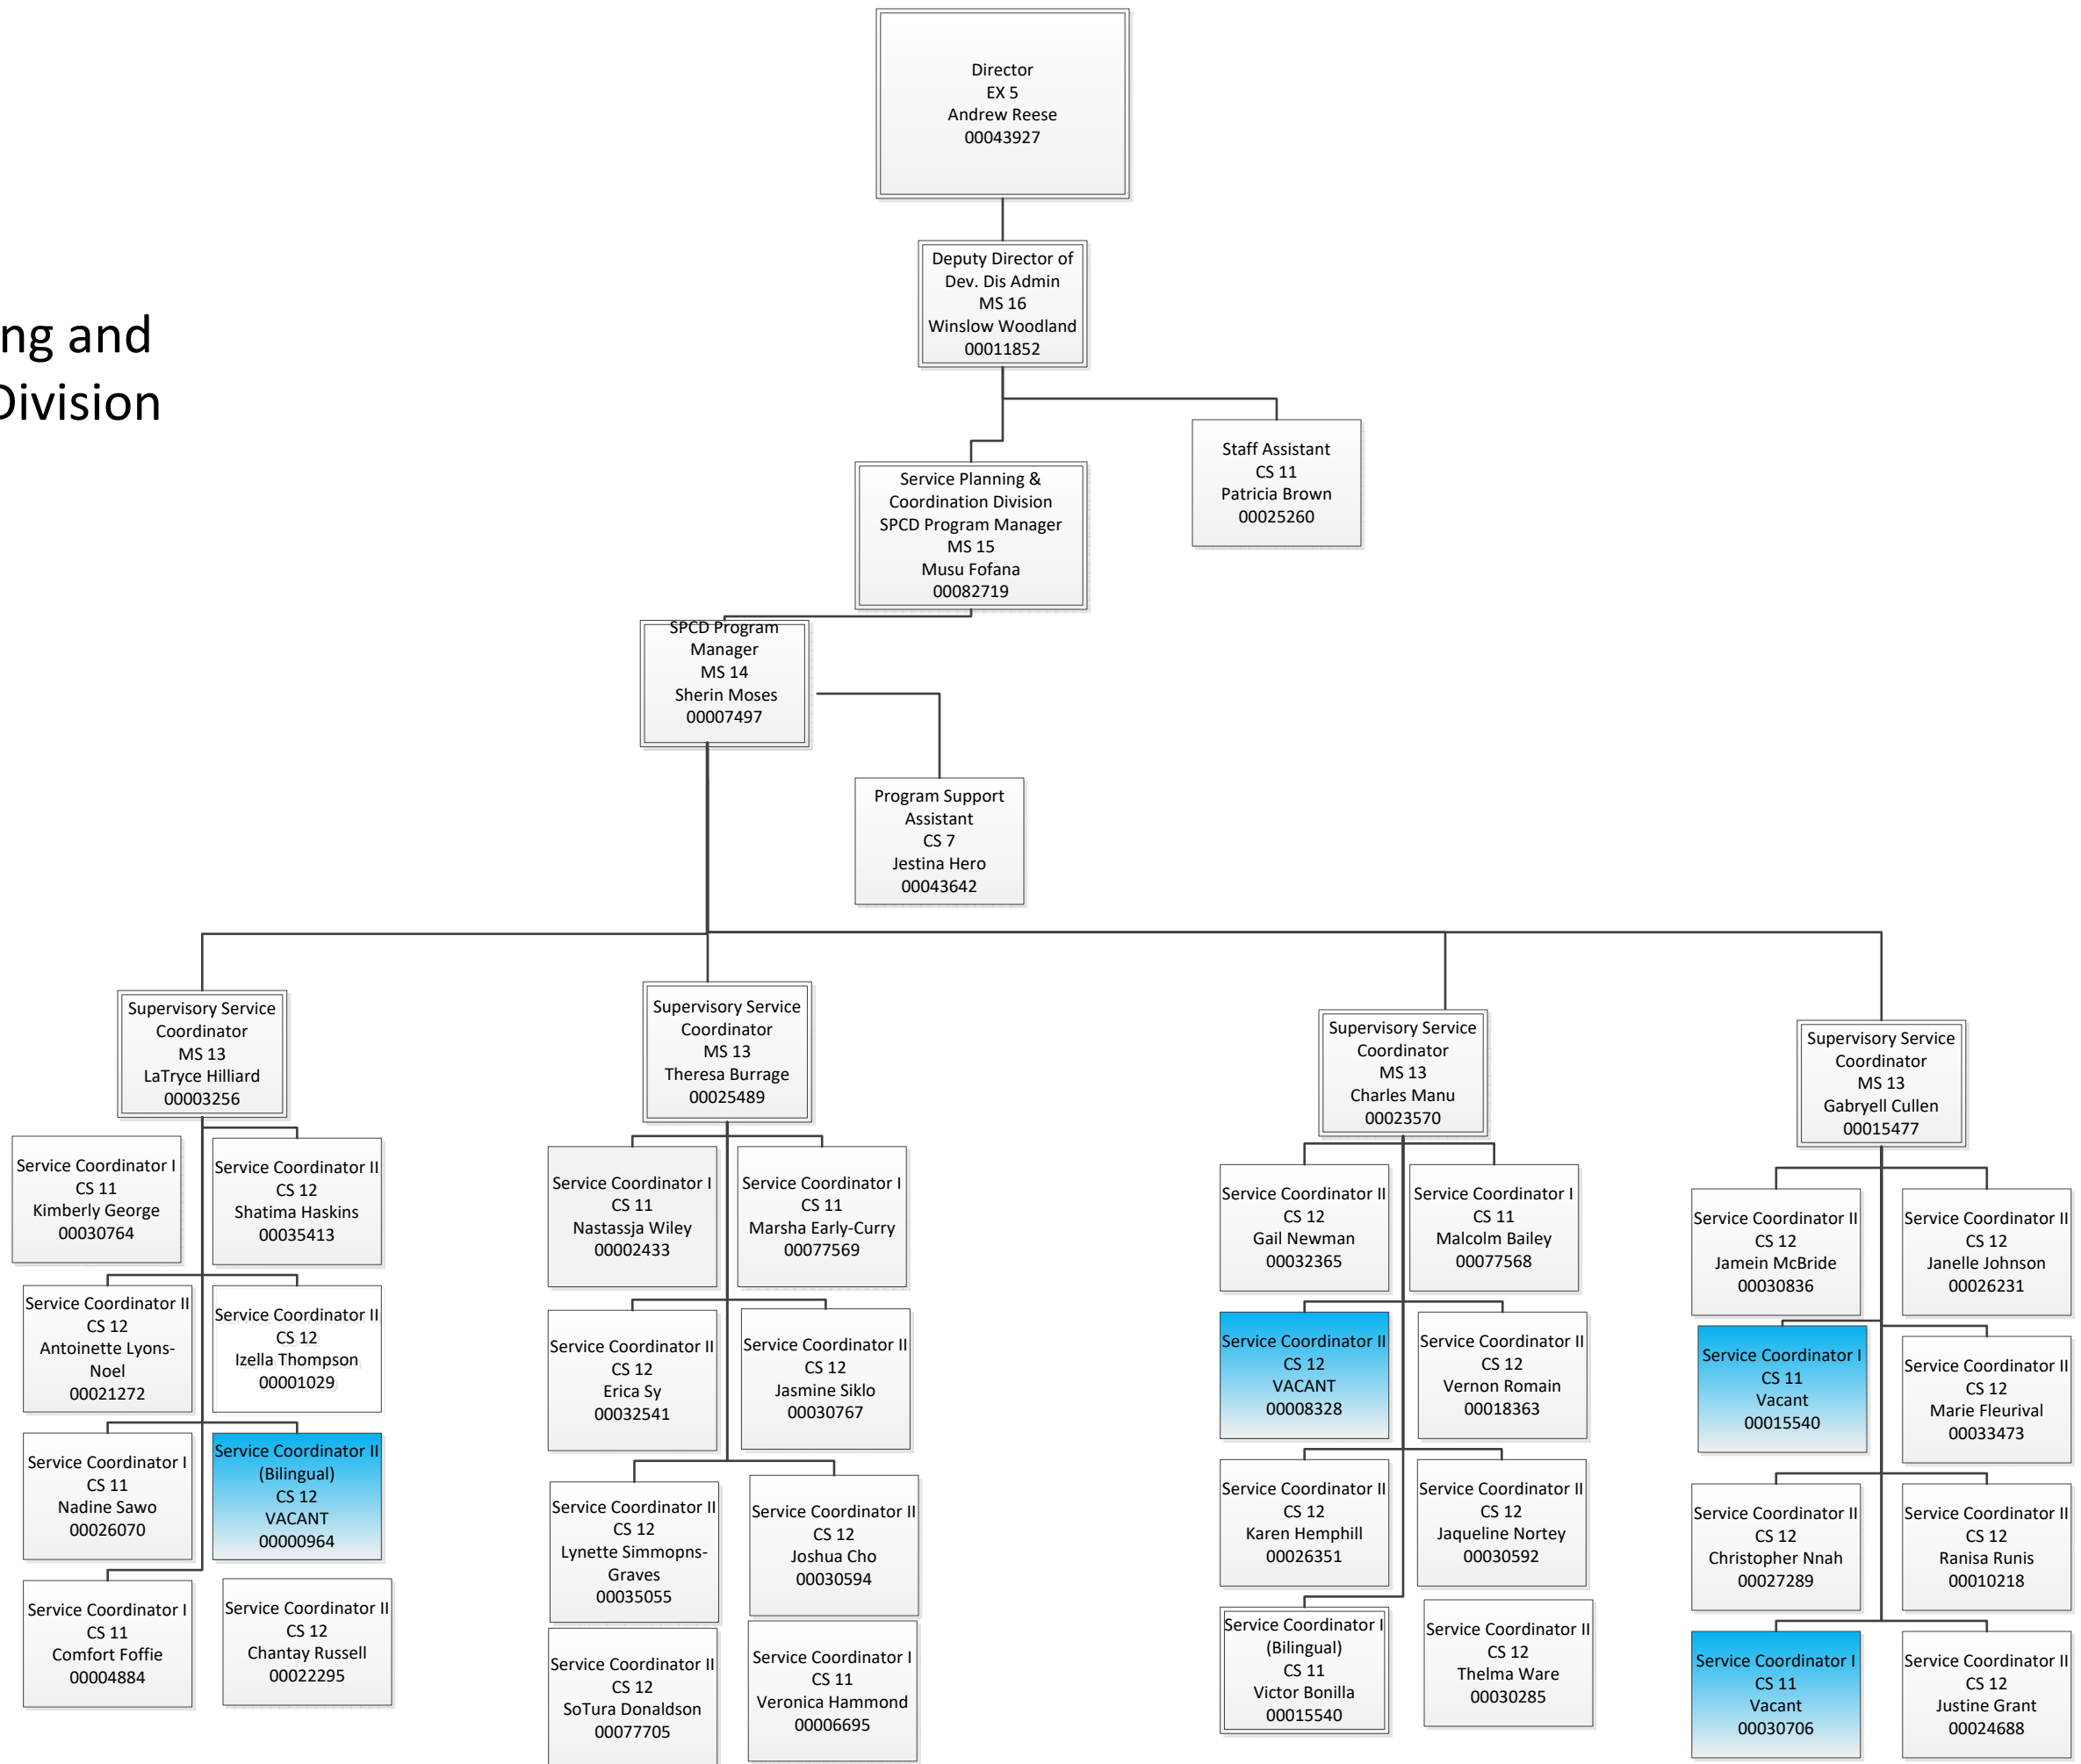 Director
EX 5
Andrew Reese
00043927
Deputy Director of
Dev. Dis Admin
MS 16
Winslow Woodland
00011852
ng and
Division
Staff Assistant
CS 11
Patricia Brown
00025260
Service Planning &
Coordination Division
SPCD Program Manager
MS 15
Musu Fofana
00082719
SPCD Program
Manager
MS 14
Sherin Moses
00007497
Program Support
Assistant
CS 7
Jestina Hero
00043642
Supervisory Service
Coordinator
MS 13
LaTryce Hilliard
00003256
Supervisory Service
Coordinator
MS 13
Theresa Burrage
00025489
Supervisory Service
Coordinator
MS 13
Charles Manu
00023570
Supervisory Service
Coordinator
MS 13
Gabryell Cullen
00015477
Service Coordinator I
CS 11
Kimberly George
00030764
Service Coordinator II
CS 12
Shatima Haskins
00035413
Service Coordinator II
CS 12
Antoinette Lyons-
Noel
00021272
Service Coordinator II
CS 12
Izella Thompson
00001029
Service Coordinator I
CS 11
Nadine Sawo
00026070
Service Coordinator II
(Bilingual)
CS 12
VACANT
00000964
Service Coordinator I
CS 11
Comfort Foffie
00004884
Service Coordinator II
CS 12
Chantay Russell
00022295
Service Coordinator I
CS 11
Nastassja Wiley
00002433
Service Coordinator I
CS 11
Marsha Early-Curry
00077569
Service Coordinator II
CS 12
Erica Sy
00032541
Service Coordinator II
CS 12
Jasmine Siklo
00030767
Service Coordinator II
CS 12
Lynette Simmopns-
Graves
00035055
Service Coordinator II
CS 12
Joshua Cho
00030594
Service Coordinator II
CS 12
SoTura Donaldson
00077705
Service Coordinator I
CS 11
Veronica Hammond
00006695
Service Coordinator II
CS 12
Gail Newman
00032365
Service Coordinator I
CS 11
Malcolm Bailey
00077568
Service Coordinator II
CS 12
VACANT
00008328
Service Coordinator II
CS 12
Vernon Romain
00018363
Service Coordinator II
CS 12
Karen Hemphill
00026351
Service Coordinator II
CS 12
Jaqueline Nortey
00030592
Service Coordinator I
(Bilingual)
CS 11
Victor Bonilla
00015540
Service Coordinator II
CS 12
Thelma Ware
00030285
Service Coordinator II
CS 12
Jamein McBride
00030836
Service Coordinator II
CS 12
Janelle Johnson
00026231
Service Coordinator I
CS 11
Vacant
00015540
Service Coordinator II
CS 12
Marie Fleurival
00033473
Service Coordinator II
CS 12
Christopher Nnah
00027289
Service Coordinator II
CS 12
Ranisa Runis
00010218
Service Coordinator I
CS 11
Vacant
00030706
Service Coordinator II
CS 12
Justine Grant
00024688